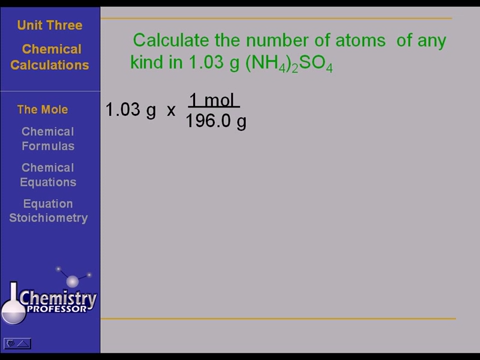 Unit Three
Chemical
Calculations
The Mole
Chemical
Formulas
Chemical
Equations
Equation
Stoichiometry
Chemistry
PROFESSOR
Calculate the number of atoms of any
kind in 1.03 g (NH4)2SO4
1.03 g x 1 mol
196.0 g